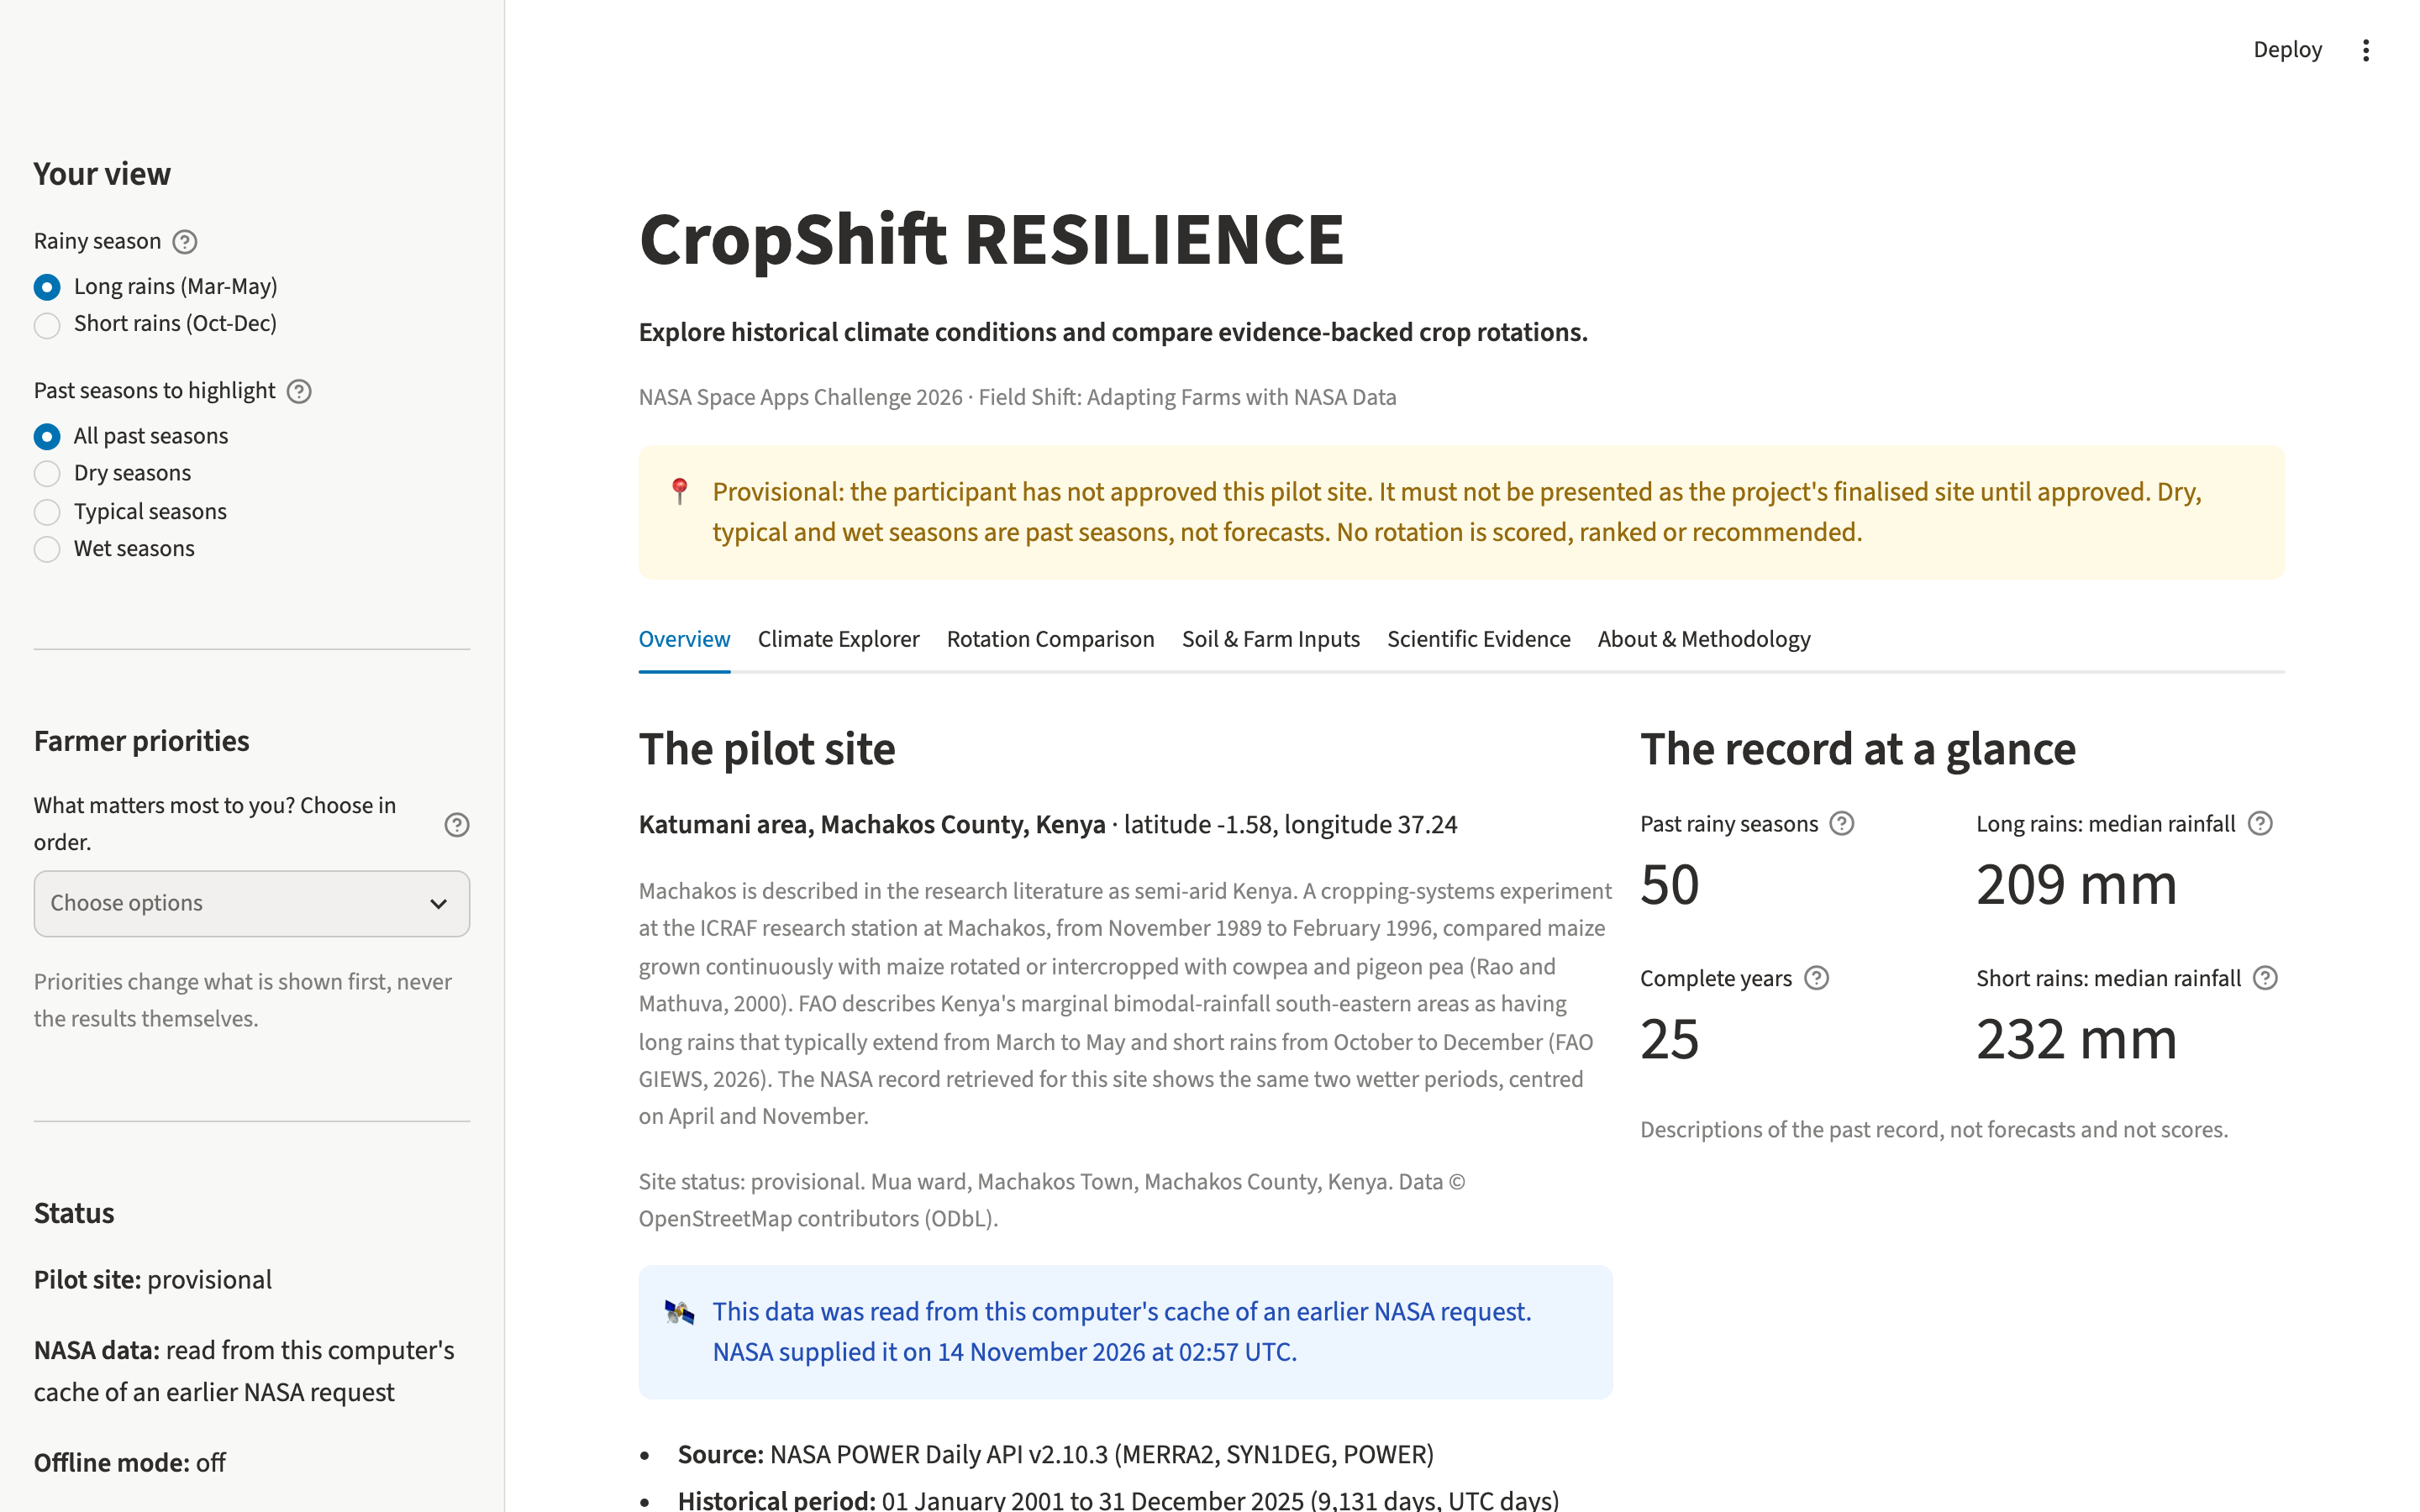 Deploy
Your view
Rainy season
Long rains (Mar-May)
Short rains (Oct-Dec)
Past seasons to highlight
All past seasons
Dry seasons
Typical seasons
Wet seasons
Farmer priorities
What matters most to you? Choose in
order.
Choose options
Priorities change what is shown first, never
the results themselves.
Status
Pilot site: provisional
NASA data: read from this computer's
cache of an earlier NASA request
Offline mode: off
CropShift RESILIENCE
Explore historical climate conditions and compare evidence-backed crop rotations.
NASA Space Apps Challenge 2026 · Field Shift: Adapting Farms with NASA Data
Provisional: the participant has not approved this pilot site. It must not be presented as the project's finalised site until approved. Dry,
typical and wet seasons are past seasons, not forecasts. No rotation is scored, ranked or recommended.
Overview Climate Explorer Rotation Comparison Soil & Farm Inputs Scientific Evidence About & Methodology
The pilot site
Katumani area, Machakos County, Kenya · latitude -1.58, longitude 37.24
Machakos is described in the research literature as semi-arid Kenya. A cropping-systems experiment
at the ICRAF research station at Machakos, from November 1989 to February 1996, compared maize
grown continuously with maize rotated or intercropped with cowpea and pigeon pea (Rao and
Mathuva, 2000). FAO describes Kenya's marginal bimodal-rainfall south-eastern areas as having
long rains that typically extend from March to May and short rains from October to December (FAO
GIEWS, 2026). The NASA record retrieved for this site shows the same two wetter periods, centred
on April and November.
Site status: provisional. Mua ward, Machakos Town, Machakos County, Kenya. Data ©
OpenStreetMap contributors (ODbL).
This data was read from this computer's cache of an earlier NASA request.
NASA supplied it on 14 November 2026 at 02:57 UTC.
• Source: NASA POWER Daily API v2.10.3 (MERRA2, SYN1DEG, POWER)
• Historical period: 01 January 2001 to 31 December 2025 (9,131 days, UTC days)
The record at a glance
Past rainy seasons
50
Long rains: median rainfall
209 mm
Complete years
25
Short rains: median rainfall
232 mm
Descriptions of the past record, not forecasts and not scores.